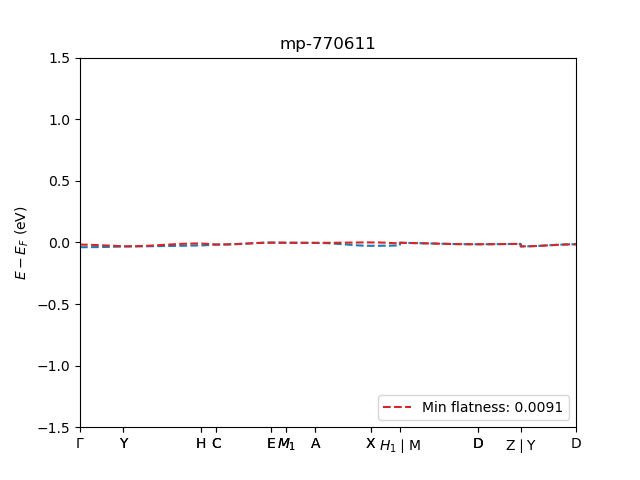 mp-770611
1.5
1.0
0.5
0.0
−0.5
−1.0
−1.5
E − E_F (eV)
Min flatness: 0.0091
Γ Y H C E M_1 A X H_1 | M D Z | Y D